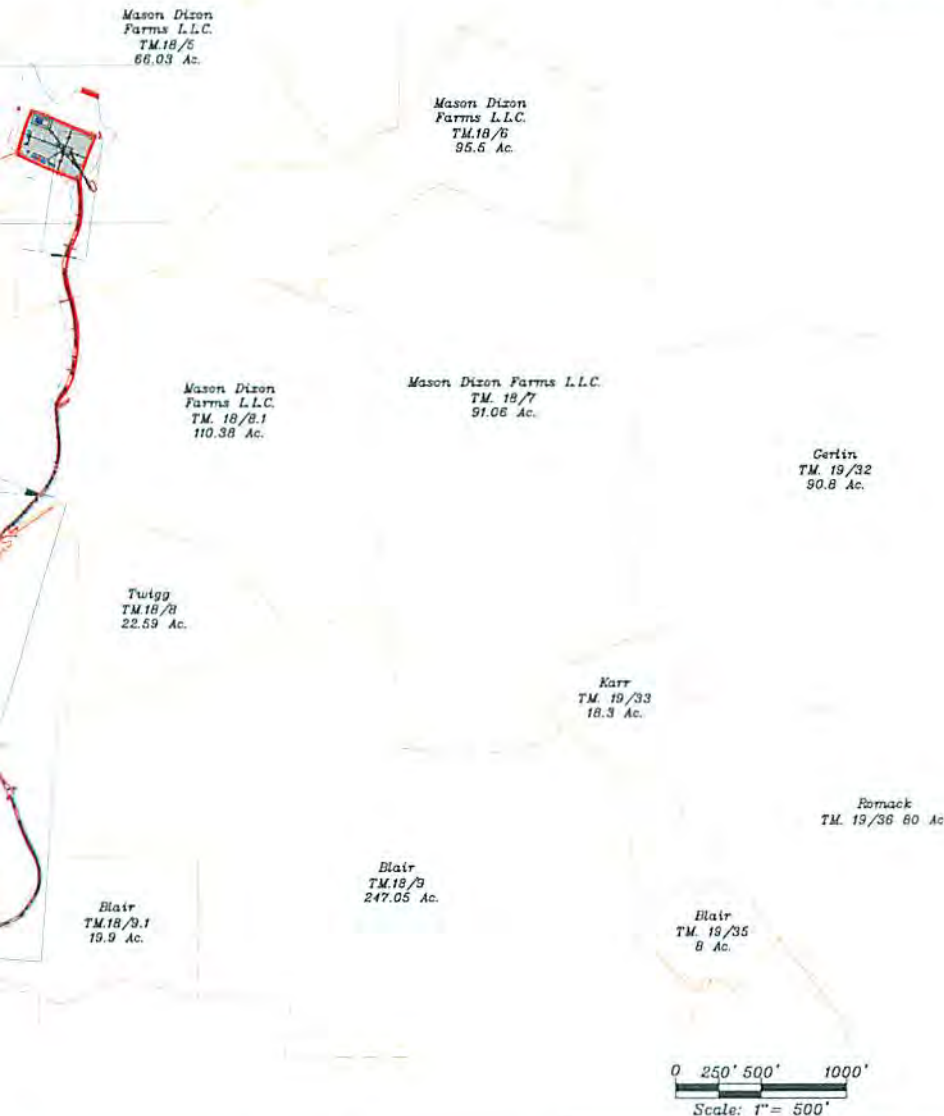 Mason Dixon
Farms L.L.C.
TM.18/5
66.03 Ac.
Mason Dixon
Farms L.L.C.
TM.18/6
95.5 Ac.
Mason Dixon
Farms L.L.C.
TM. 18/8.1
110.38 Ac.
Mason Dixon Farms L.L.C.
TM. 18/7
91.06 Ac.
Gerlin
TM. 19/32
90.8 Ac.
Twigg
TM.18/8
22.59 Ac.
Karr
TM. 19/33
18.3 Ac.
Romack
TM. 19/36 80 Ac
Blair
TM.18/9
247.05 Ac.
Blair
TM.18/9.1
19.9 Ac.
Blair
TM. 19/35
8 Ac.
0 250' 500' 1000'
Scale: 1"= 500'